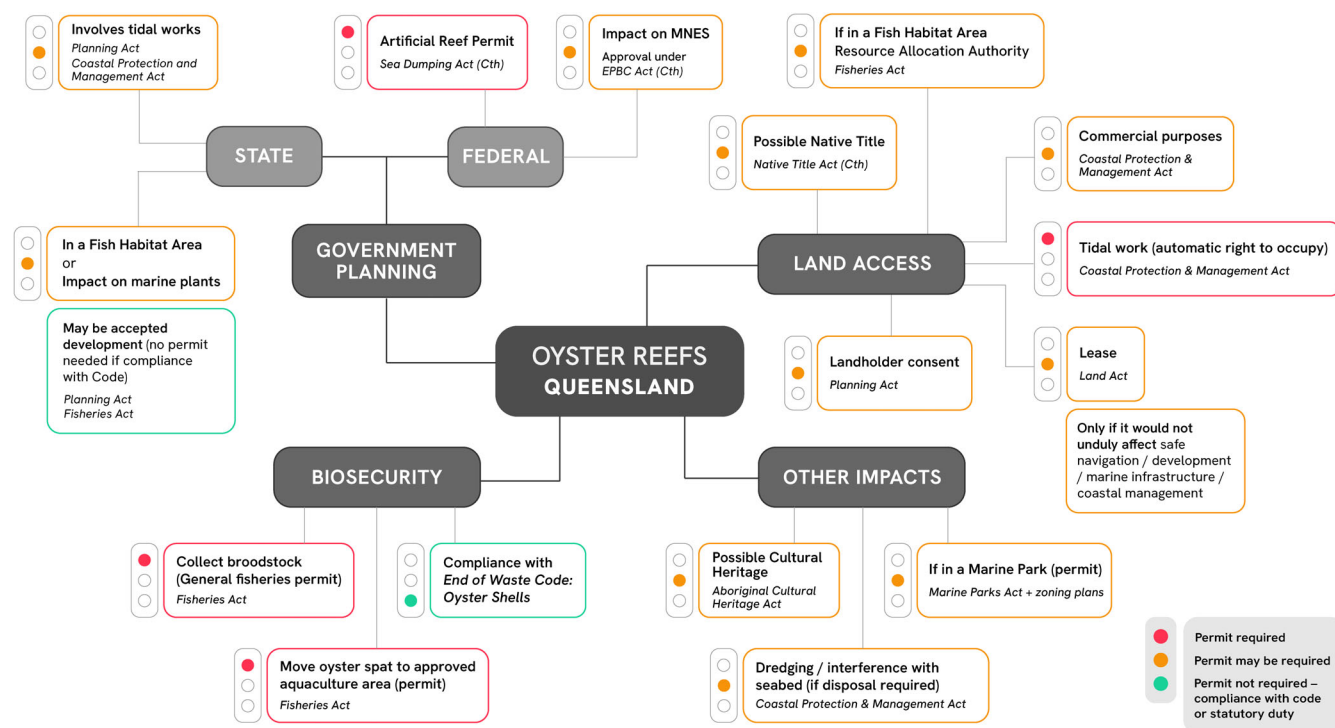 Involves tidal works
Planning Act
Coastal Protection and
Management Act
Artificial Reef Permit
Sea Dumping Act (Cth)
Impact on MNES
Approval under
EPBC Act (Cth)
If in a Fish Habitat Area
Resource Allocation Authority
Fisheries Act
STATE
FEDERAL
Possible Native Title
Native Title Act (Cth)
Commercial purposes
Coastal Protection &
Management Act
In a Fish Habitat Area
or
Impact on marine plants
GOVERNMENT
PLANNING
LAND ACCESS
Tidal work (automatic right to occupy)
Coastal Protection & Management Act
May be accepted
development (no permit
needed if compliance
with Code)
Planning Act
Fisheries Act
OYSTER REEFS
QUEENSLAND
Landholder consent
Planning Act
Lease
Land Act
Only if it would not
unduly affect safe
navigation / development
/ marine infrastructure /
coastal management
BIOSECURITY
OTHER IMPACTS
Collect broodstock
(General fisheries permit)
Fisheries Act
Compliance with
End of Waste Code:
Oyster Shells
Possible Cultural
Heritage
Aboriginal Cultural
Heritage Act
If in a Marine Park (permit)
Marine Parks Act + zoning plans
Move oyster spat to approved
aquaculture area (permit)
Fisheries Act
Dredging / interference with
seabed (if disposal required)
Coastal Protection & Management Act
Permit required
Permit may be required
Permit not required –
compliance with code
or statutory duty